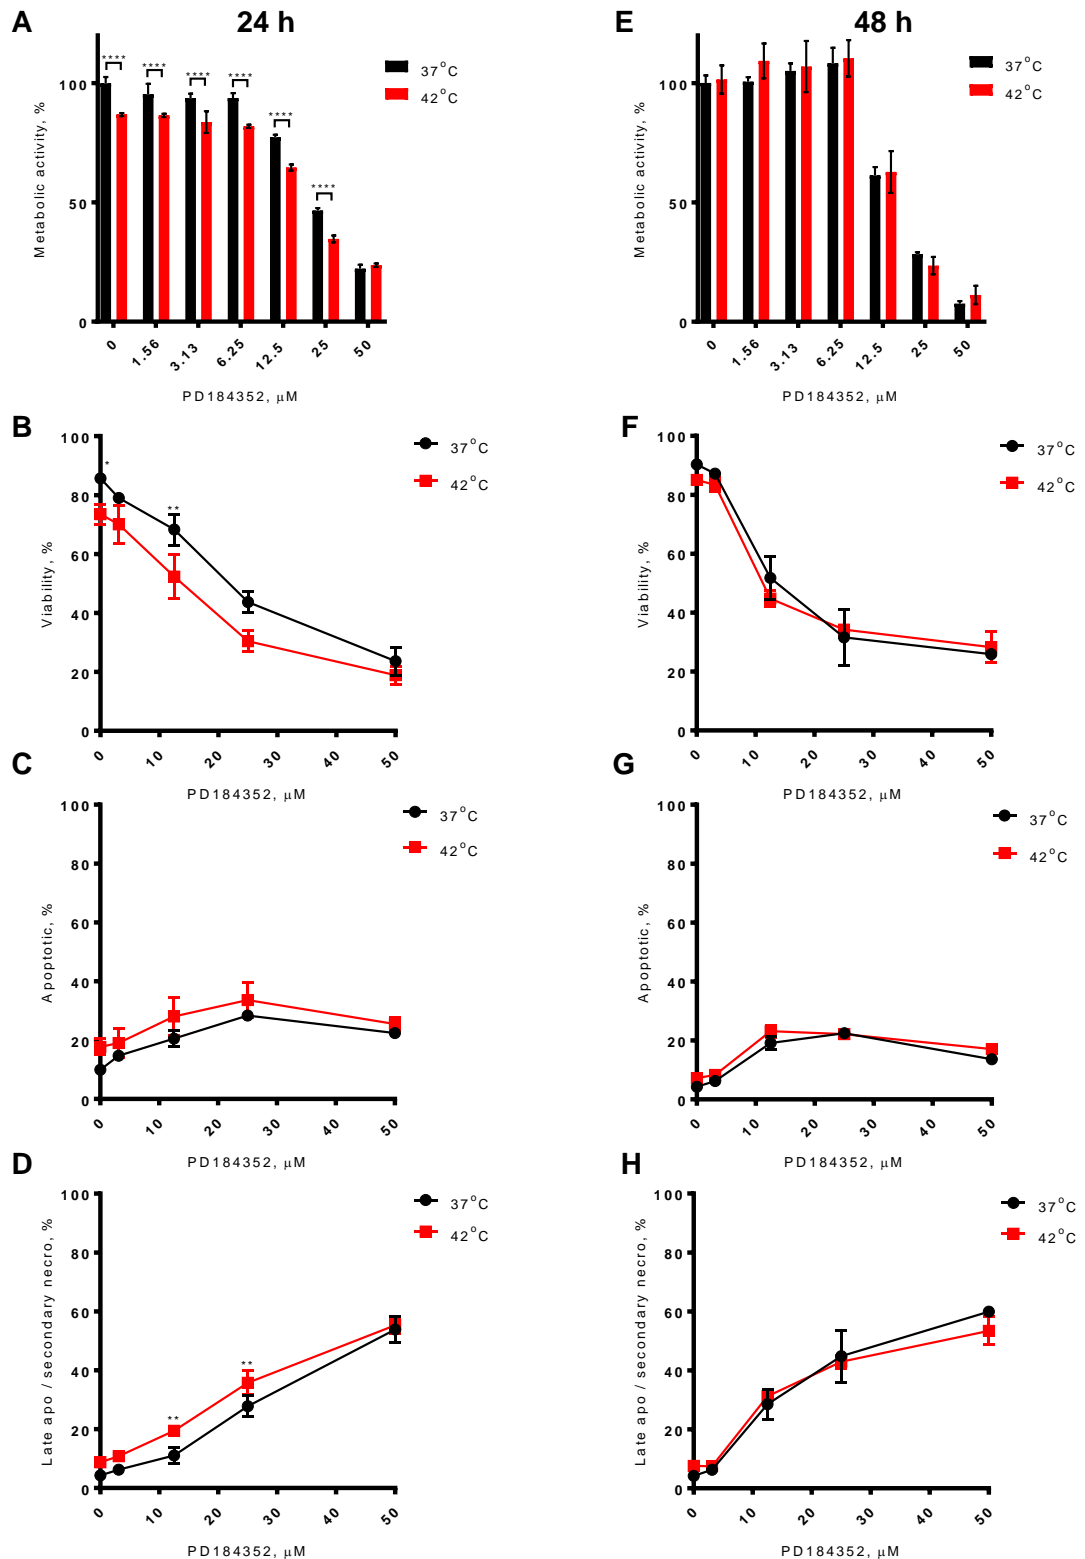 A 24 h
**** **** **** **** **** ****
37°C
42°C
Metabolic activity, %
100
50
0
0 1.56 3.13 6.25 12.5 25 50
PD184352, μM
E 48 h
37°C
42°C
Metabolic activity, %
100
50
0
0 1.56 3.13 6.25 12.5 25 50
PD184352, μM
B
* **
37°C
42°C
Viability, %
100
80
60
40
20
0
0 10 20 30 40 50
PD184352, μM
F
37°C
42°C
Viability, %
100
80
60
40
20
0
0 10 20 30 40 50
PD184352, μM
C
37°C
42°C
Apoptotic, %
100
80
60
40
20
0
0 10 20 30 40 50
PD184352, μM
G
37°C
42°C
Apoptotic, %
100
80
60
40
20
0
0 10 20 30 40 50
PD184352, μM
D
** **
37°C
42°C
Late apo / secondary necro, %
100
80
60
40
20
0
0 10 20 30 40 50
PD184352, μM
H
37°C
42°C
Late apo / secondary necro, %
100
80
60
40
20
0
0 10 20 30 40 50
PD184352, μM